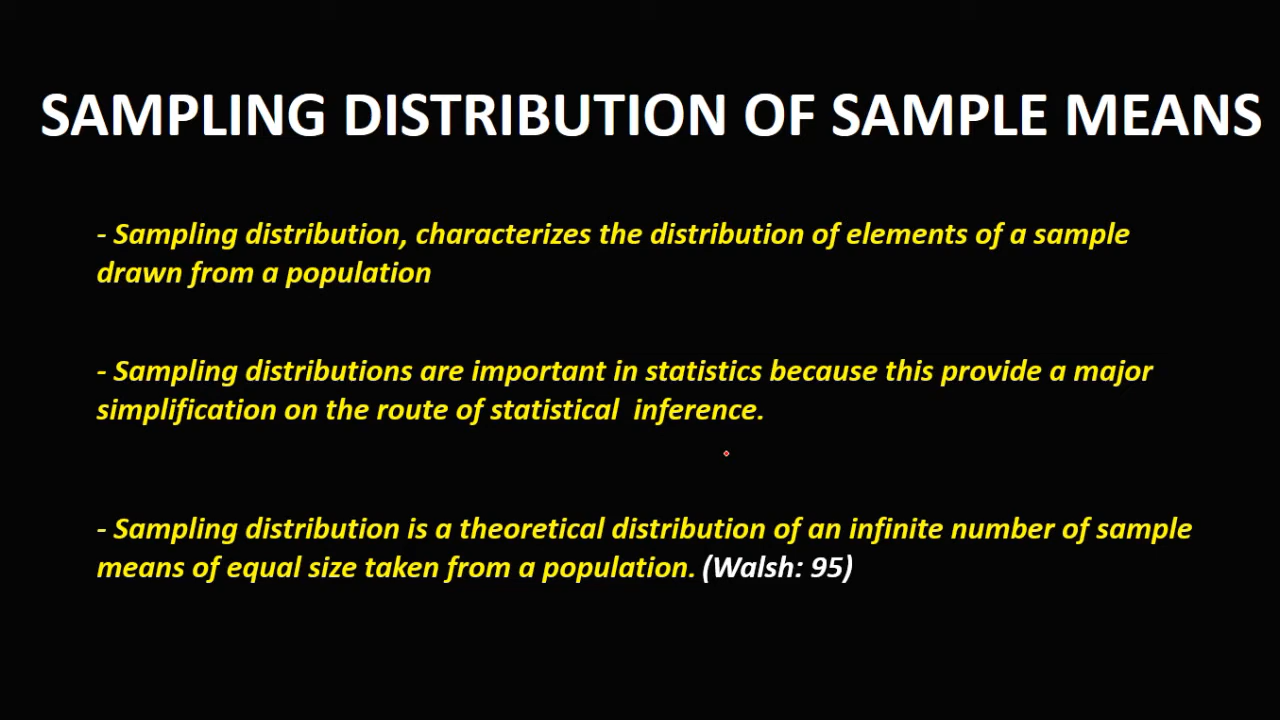 SAMPLING DISTRIBUTION OF SAMPLE MEANS
- Sampling distribution, characterizes the distribution of elements of a sample
drawn from a population
- Sampling distributions are important in statistics because this provide a major
simplification on the route of statistical  inference.
- Sampling distribution is a theoretical distribution of an infinite number of sample
means of equal size taken from a population. (Walsh: 95)